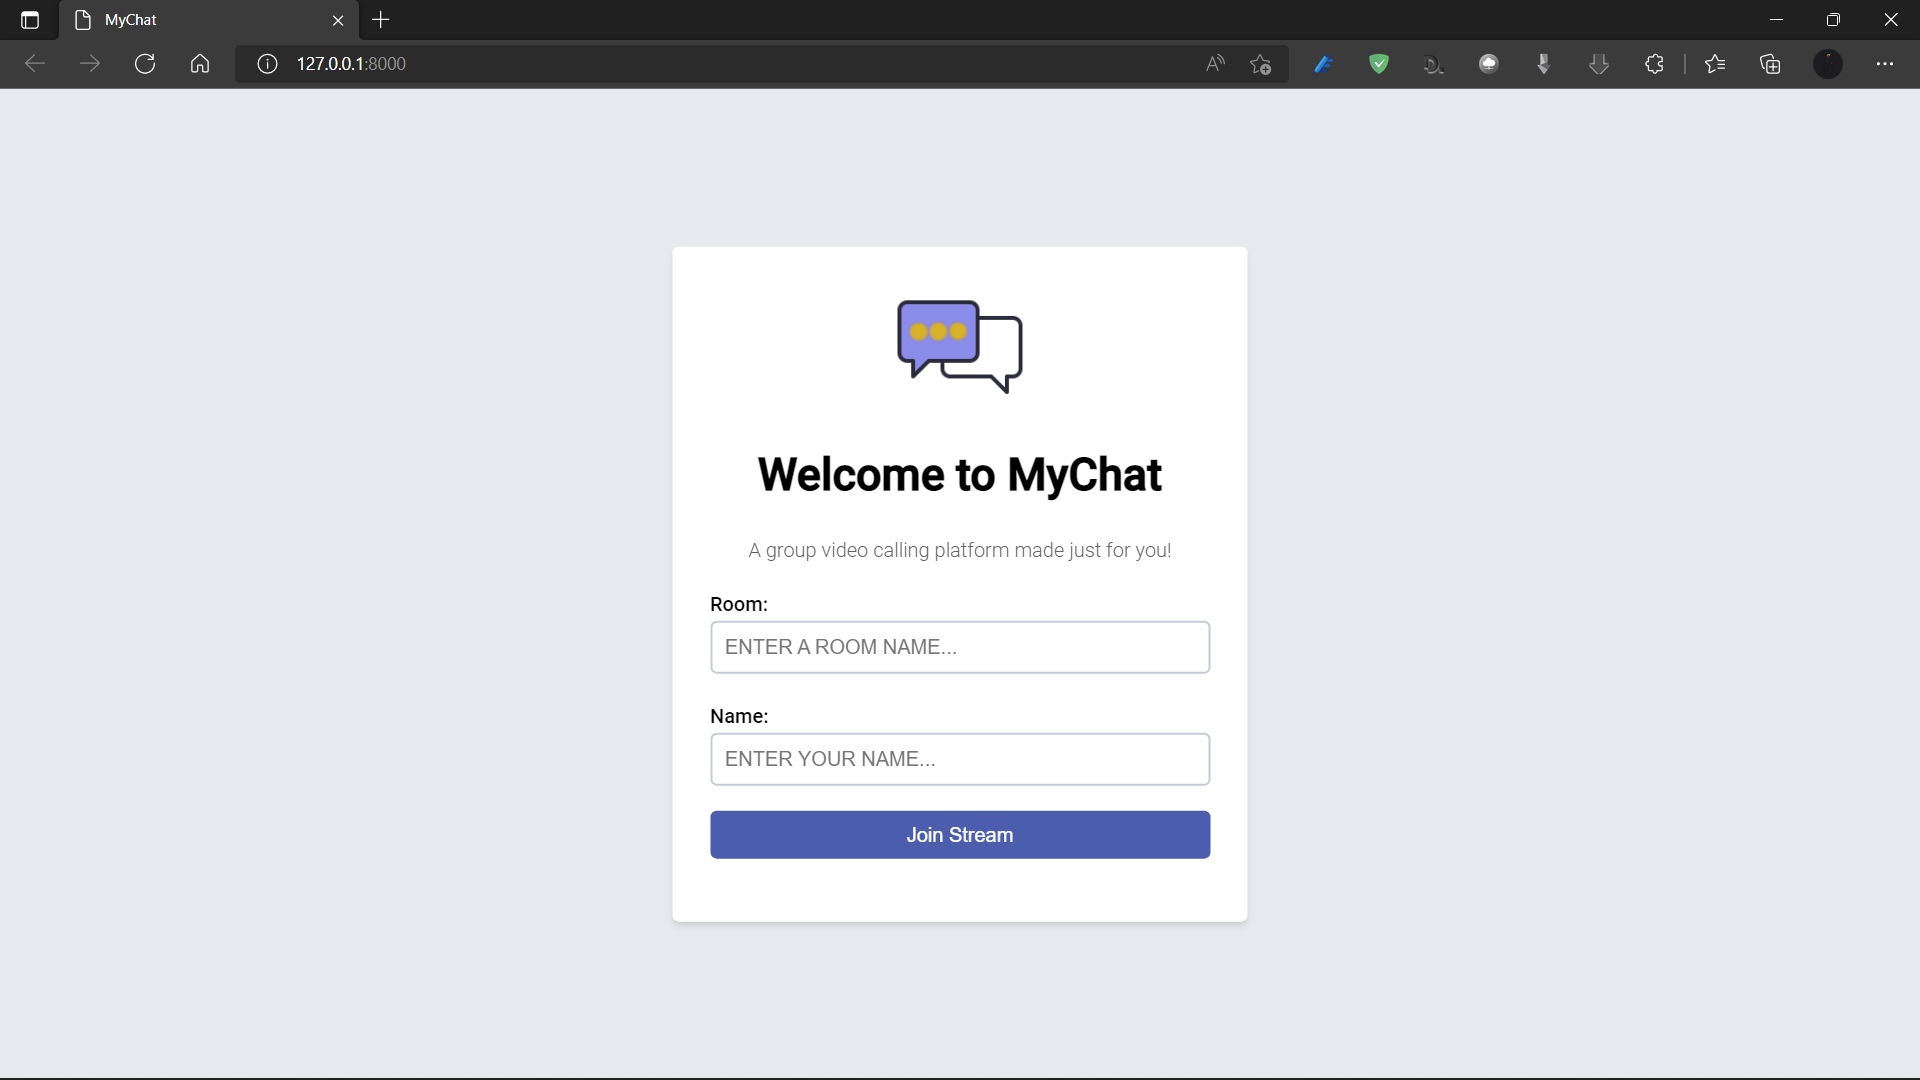 MyChat
127.0.0.1:8000
Welcome to MyChat
A group video calling platform made just for you!
Room:
ENTER A ROOM NAME...
Name:
ENTER YOUR NAME...
Join Stream